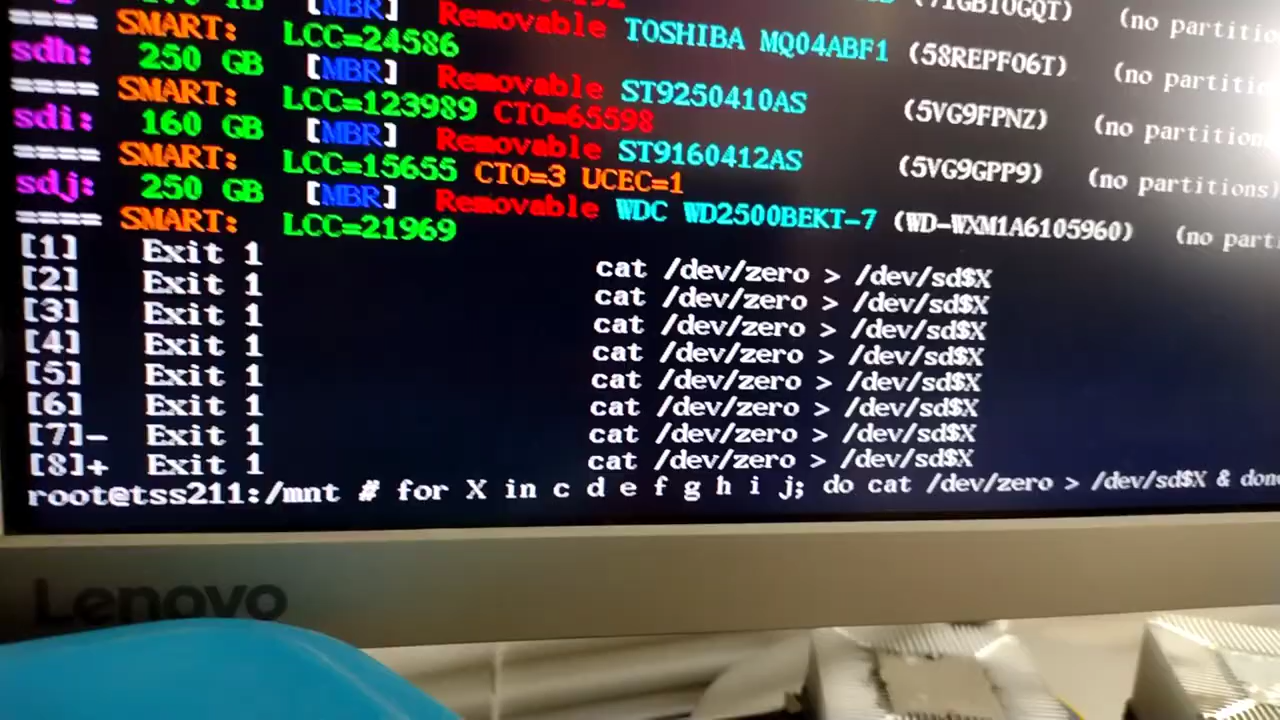 (71GB10GQT) (no partitio
==== SMART: LCC=24586
sdh: 250 GB [MBR] Removable TOSHIBA MQ04ABF1 (58REPF06T) (no partitio
==== SMART: LCC=123989 CTO=65598
sdi: 160 GB [MBR] Removable ST9250410AS (5VG9FPNZ) (no partition
==== SMART: LCC=15655 CTO=3 UCEC=1
sdj: 250 GB [MBR] Removable ST9160412AS (5VG9GPP9) (no partitions)
==== SMART: LCC=21969
Removable WDC WD2500BEKT-7 (WD-WXM1A6105960) (no parti
[1] Exit 1 cat /dev/zero > /dev/sd$X
[2] Exit 1 cat /dev/zero > /dev/sd$X
[3] Exit 1 cat /dev/zero > /dev/sd$X
[4] Exit 1 cat /dev/zero > /dev/sd$X
[5] Exit 1 cat /dev/zero > /dev/sd$X
[6] Exit 1 cat /dev/zero > /dev/sd$X
[7]- Exit 1 cat /dev/zero > /dev/sd$X
[8]+ Exit 1 cat /dev/zero > /dev/sd$X
root@tss211:/mnt # for X in c d e f g h i j; do cat /dev/zero > /dev/sd$X & done
Lenovo